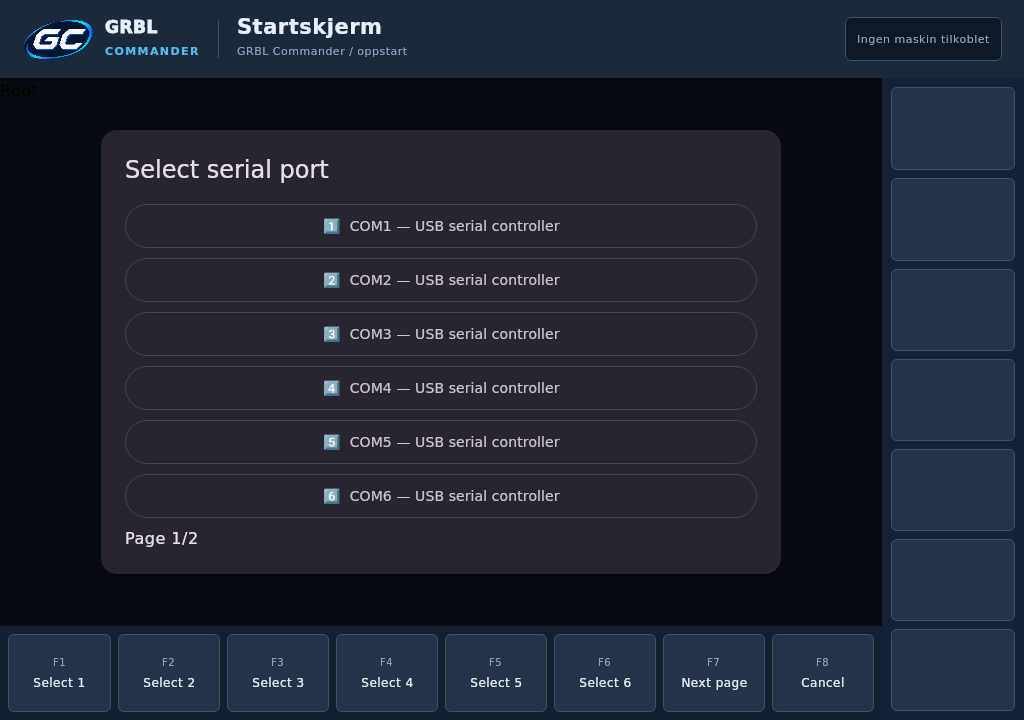 GC
GRBL
COMMANDER
Startskjerm
GRBL Commander / oppstart
Ingen maskin tilkoblet
Root
Select serial port
1 COM1 — USB serial controller
2 COM2 — USB serial controller
3 COM3 — USB serial controller
4 COM4 — USB serial controller
5 COM5 — USB serial controller
6 COM6 — USB serial controller
Page 1/2
F1
Select 1
F2
Select 2
F3
Select 3
F4
Select 4
F5
Select 5
F6
Select 6
F7
Next page
F8
Cancel